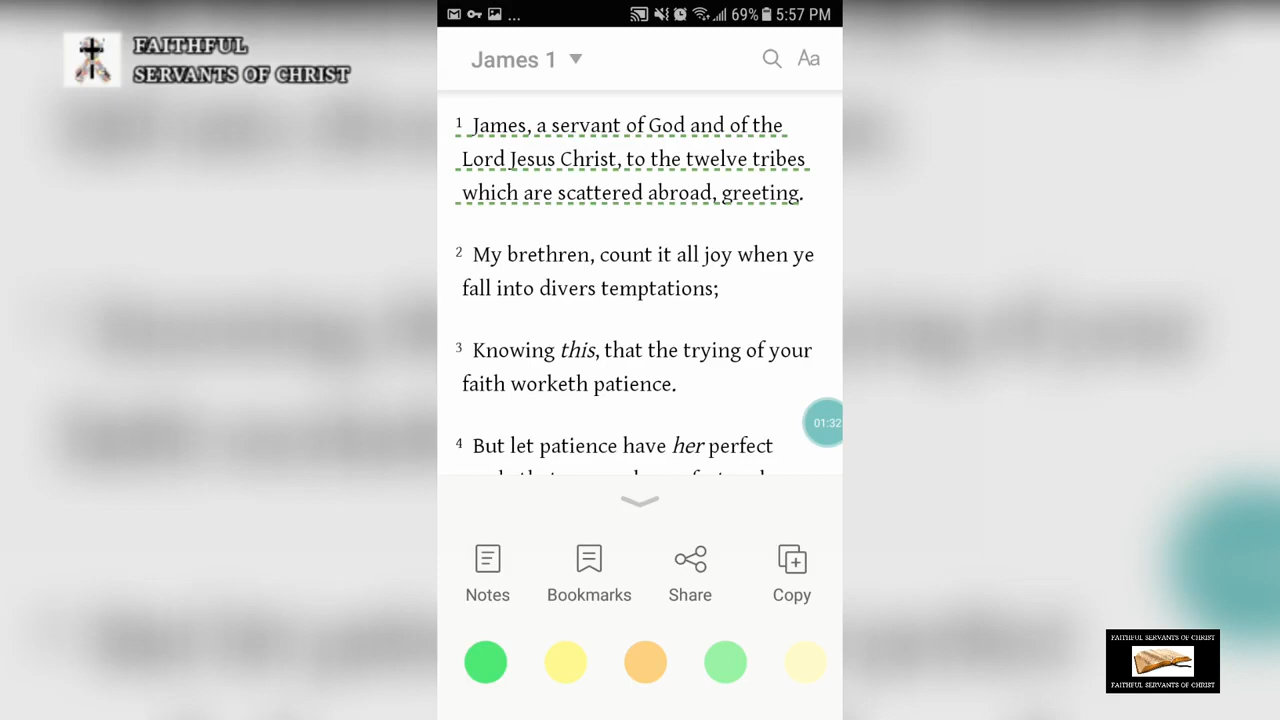 FAITHFUL
SERVANTS OF CHRIST
... 69% 5:57 PM
James 1
Aa
1 James, a servant of God and of the
Lord Jesus Christ, to the twelve tribes
which are scattered abroad, greeting.
2 My brethren, count it all joy when ye
fall into divers temptations;
3 Knowing this, that the trying of your
faith worketh patience.
01:32
4 But let patience have her perfect
Notes Bookmarks Share Copy
FAITHFUL SERVANTS OF CHRIST
FAITHFUL SERVANTS OF CHRIST